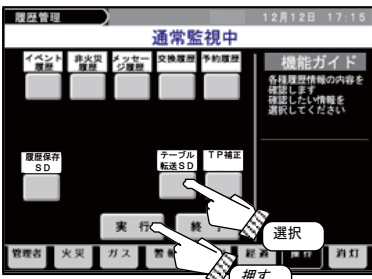 履歴管理
12月12日 17:15
通常監視中
イベント
履歴
非火災
履歴
メッセー
ジ履歴
交換履歴
予約履歴
機能ガイド
各種履歴情報の内容を
確認します
確認したい情報を
選択してください
履歴保存
SD
テーブル
転送SD
TP補正
実 行
終
選択
押す
管理者
火災
ガス
消灯